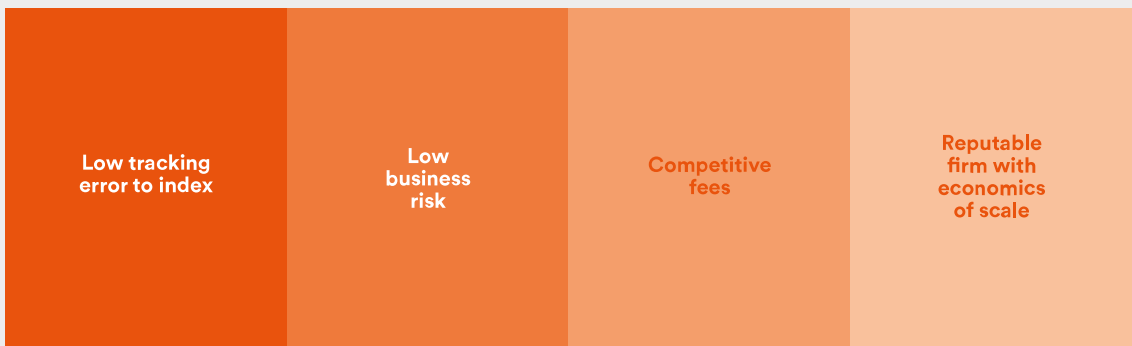 Low tracking
error to index
Low
business
risk
Competitive
fees
Reputable
firm with
economics
of scale